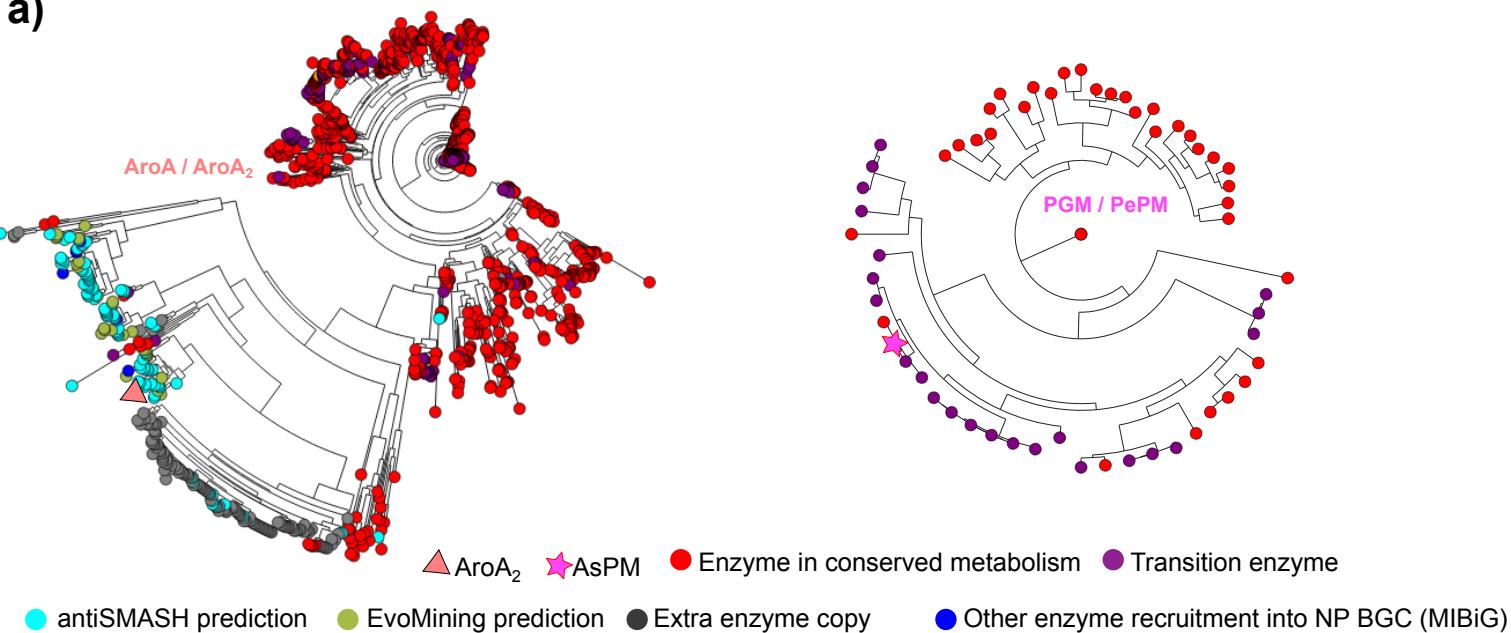 a)
AroA / AroA₂
PGM / PePM
AroA₂ AsPM Enzyme in conserved metabolism Transition enzyme
antiSMASH prediction EvoMining prediction Extra enzyme copy Other enzyme recruitment into NP BGC (MIBiG)